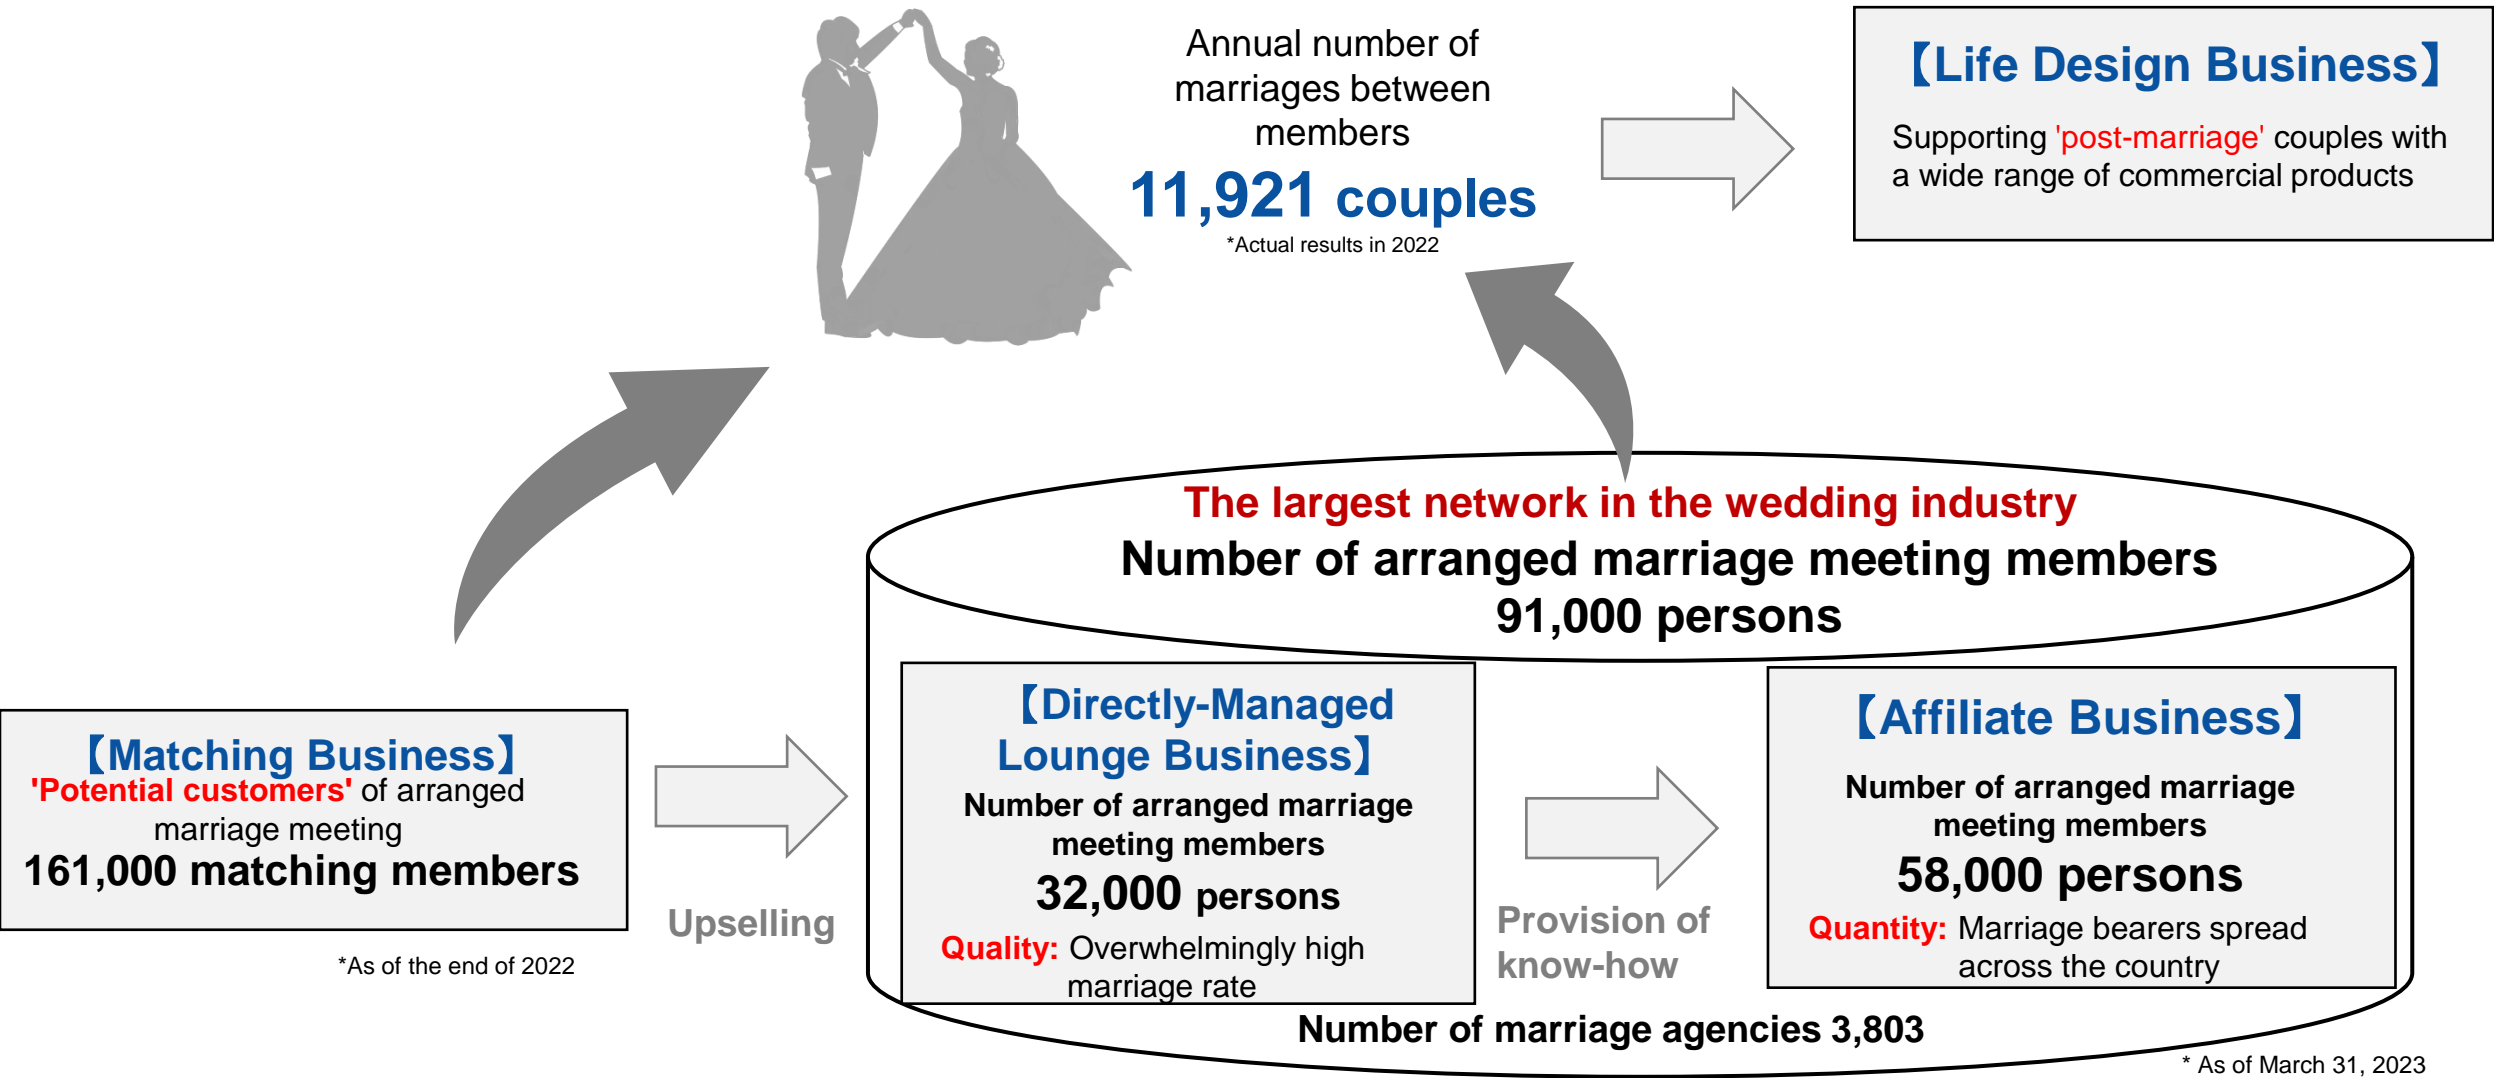 Annual number of
marriages between
members
11,921 couples
*Actual results in 2022
【Life Design Business】
Supporting 'post-marriage' couples with
a wide range of commercial products
The largest network in the wedding industry
Number of arranged marriage meeting members
91,000 persons
【Matching Business】
'Potential customers' of arranged
marriage meeting
161,000 matching members
*As of the end of 2022
Upselling
【Directly-Managed
Lounge Business】
Number of arranged marriage
meeting members
32,000 persons
Quality: Overwhelmingly high
marriage rate
Provision of
know-how
【Affiliate Business】
Number of arranged marriage
meeting members
58,000 persons
Quantity: Marriage bearers spread
across the country
Number of marriage agencies 3,803
* As of March 31, 2023